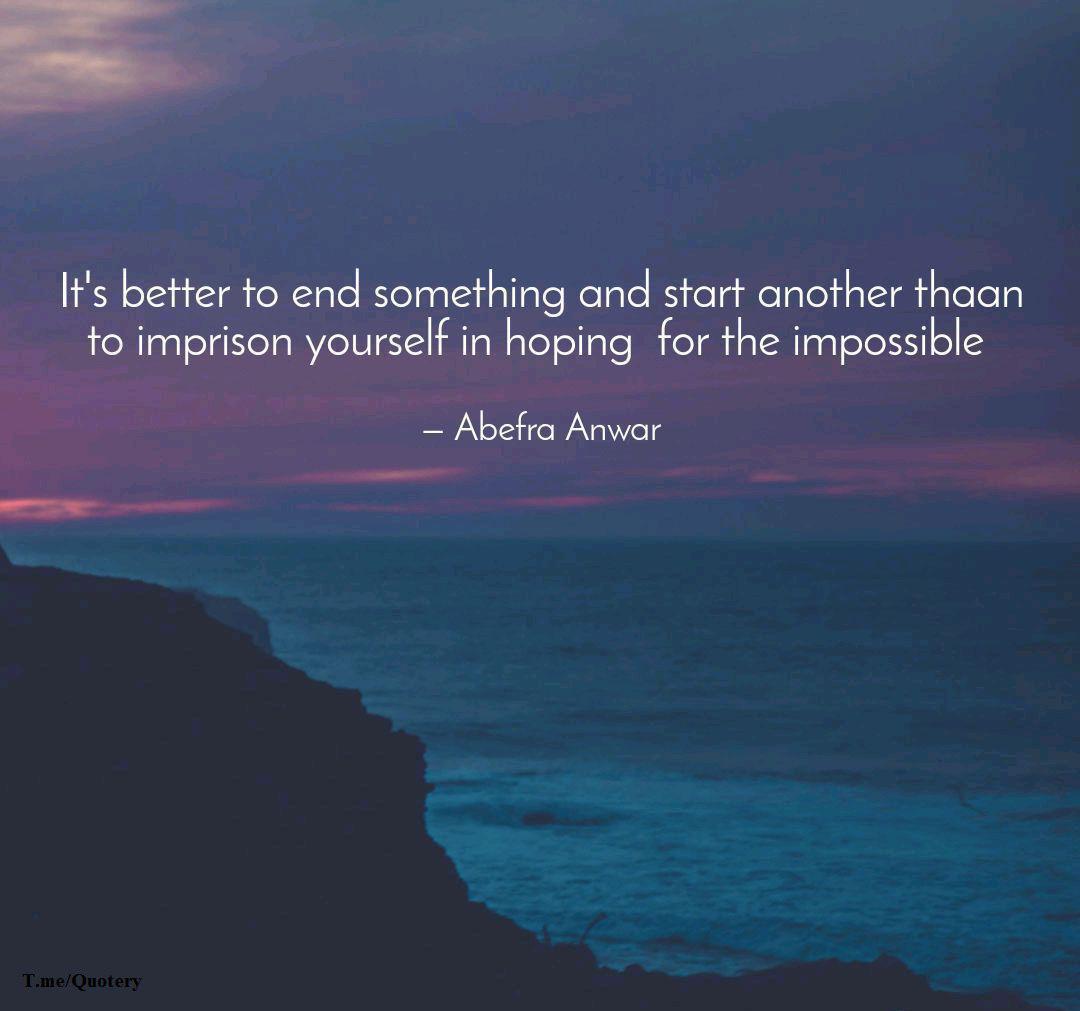 It's better to end something and start another thaan
to imprison yourself in hoping  for the impossible
– Abefra Anwar
T.me/Quotery